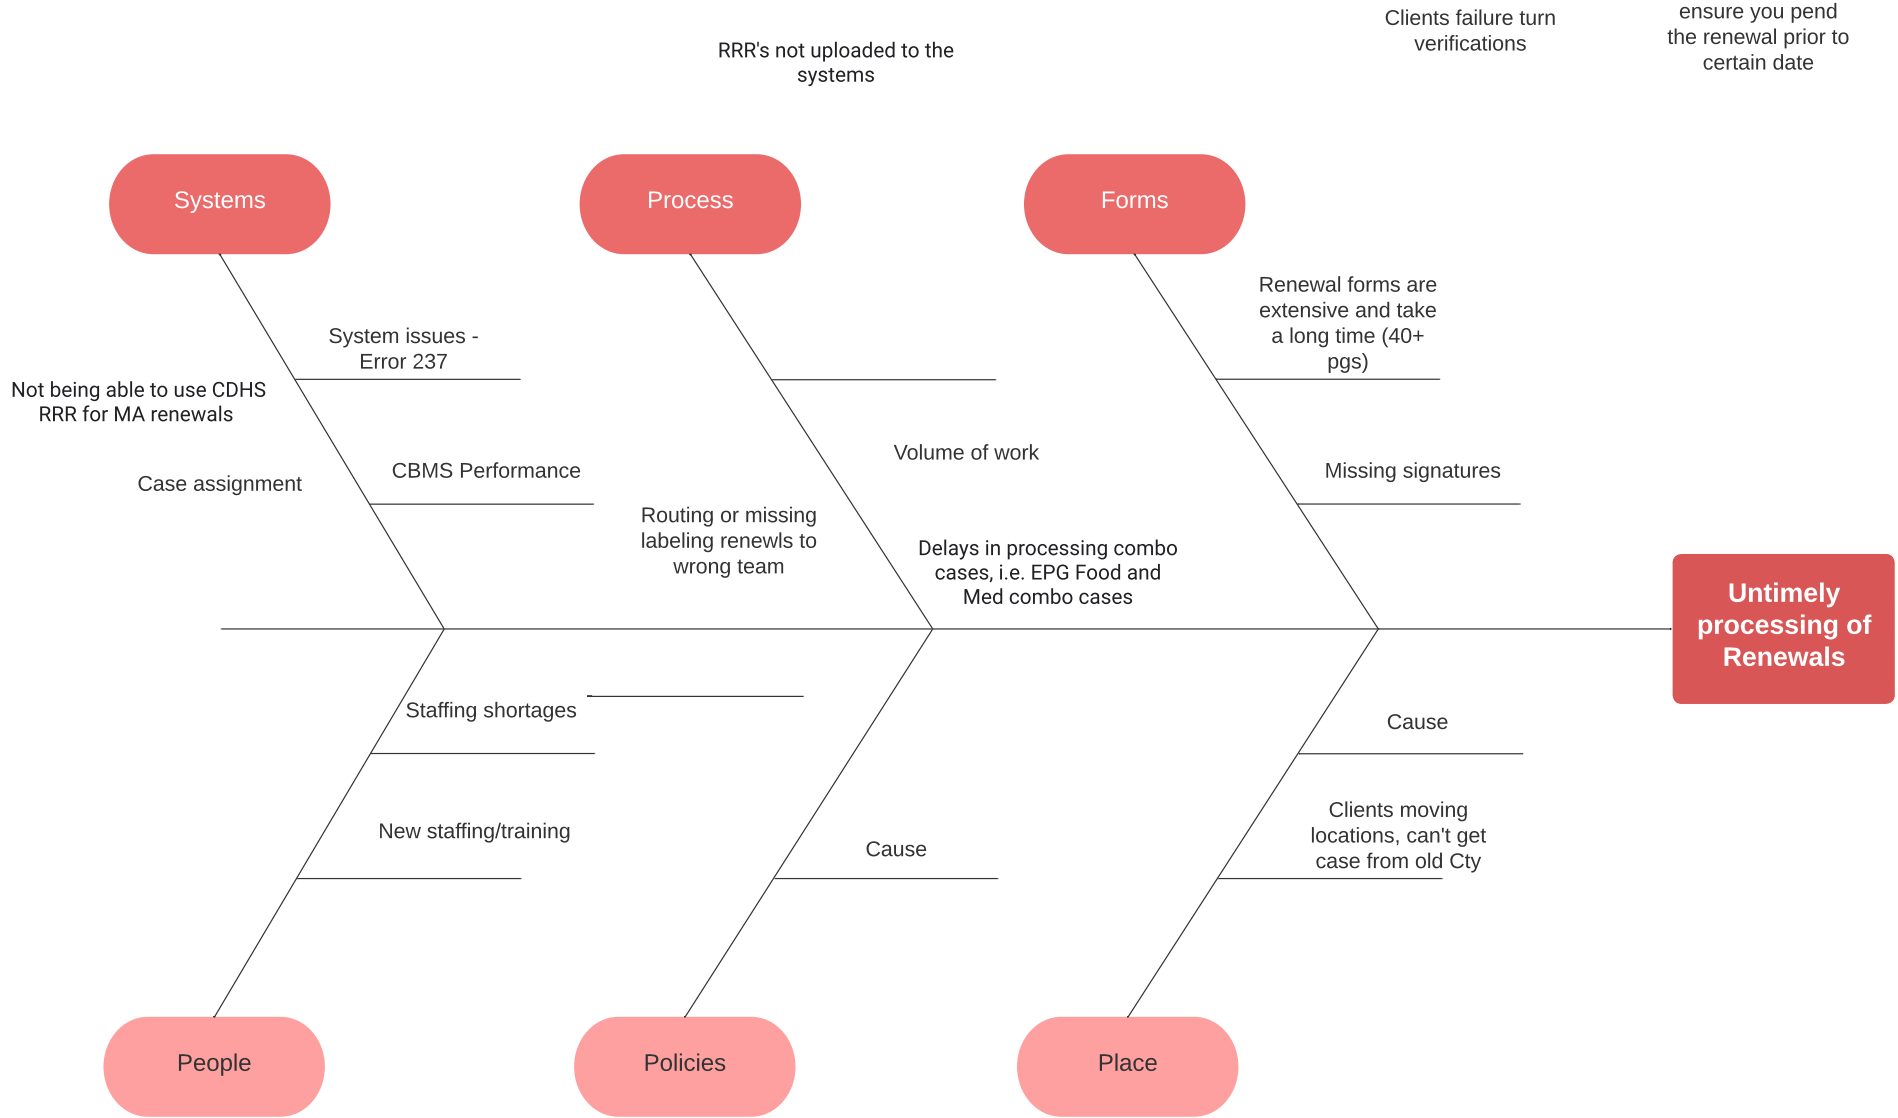 Clients failure turn
verifications
ensure you pend
the renewal prior to
certain date
RRR's not uploaded to the
systems
Systems
Process
Forms
Renewal forms are
extensive and take
a long time (40+
pgs)
System issues -
Error 237
Not being able to use CDHS
RRR for MA renewals
Volume of work
CBMS Performance
Missing signatures
Case assignment
Routing or missing
labeling renewls to
wrong team
Delays in processing combo
cases, i.e. EPG Food and
Med combo cases
Untimely
processing of
Renewals
Staffing shortages
Cause
New staffing/training
Cause
Clients moving
locations, can't get
case from old Cty
People
Policies
Place